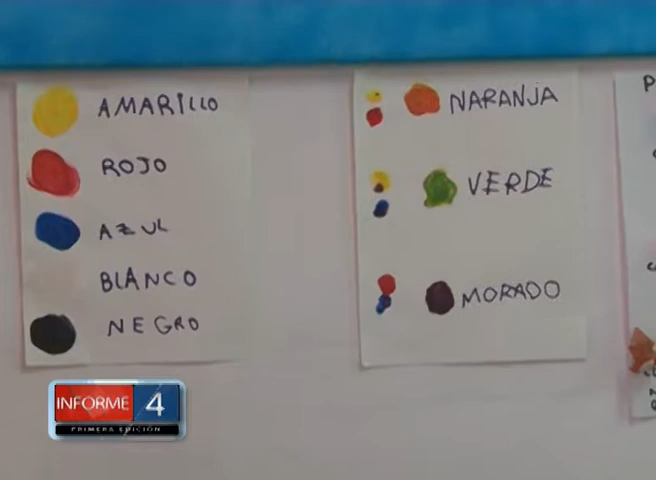 AMARILLO
ROJO
AZUL
BLANCO
NEGRO
NARANJA
VERDE
MORADO
P
INFORME 4
PRIMERA EDICIÓN